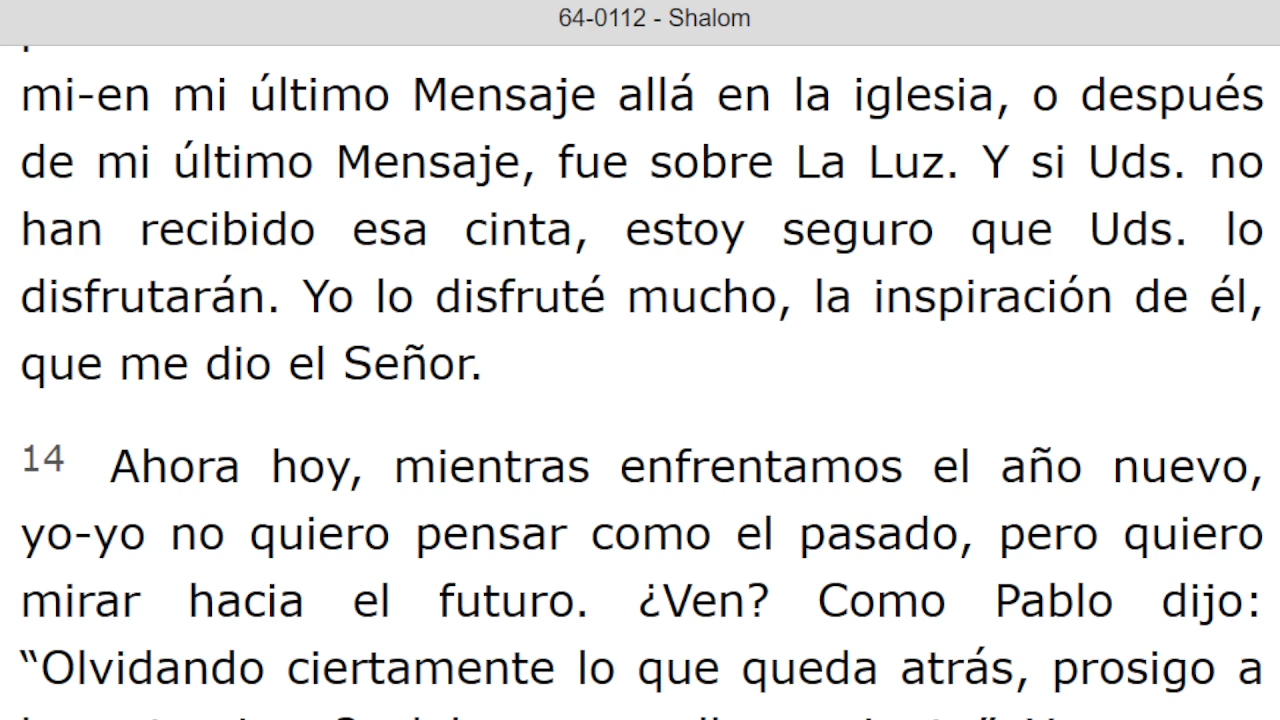 64-0112 - Shalom
mi-en mi último Mensaje allá en la iglesia, o después
de mi último Mensaje, fue sobre La Luz. Y si Uds. no
han recibido esa cinta, estoy seguro que Uds. lo
disfrutarán. Yo lo disfruté mucho, la inspiración de él,
que me dio el Señor.
14 Ahora hoy, mientras enfrentamos el año nuevo,
yo-yo no quiero pensar como el pasado, pero quiero
mirar hacia el futuro. ¿Ven? Como Pablo dijo:
“Olvidando ciertamente lo que queda atrás, prosigo a